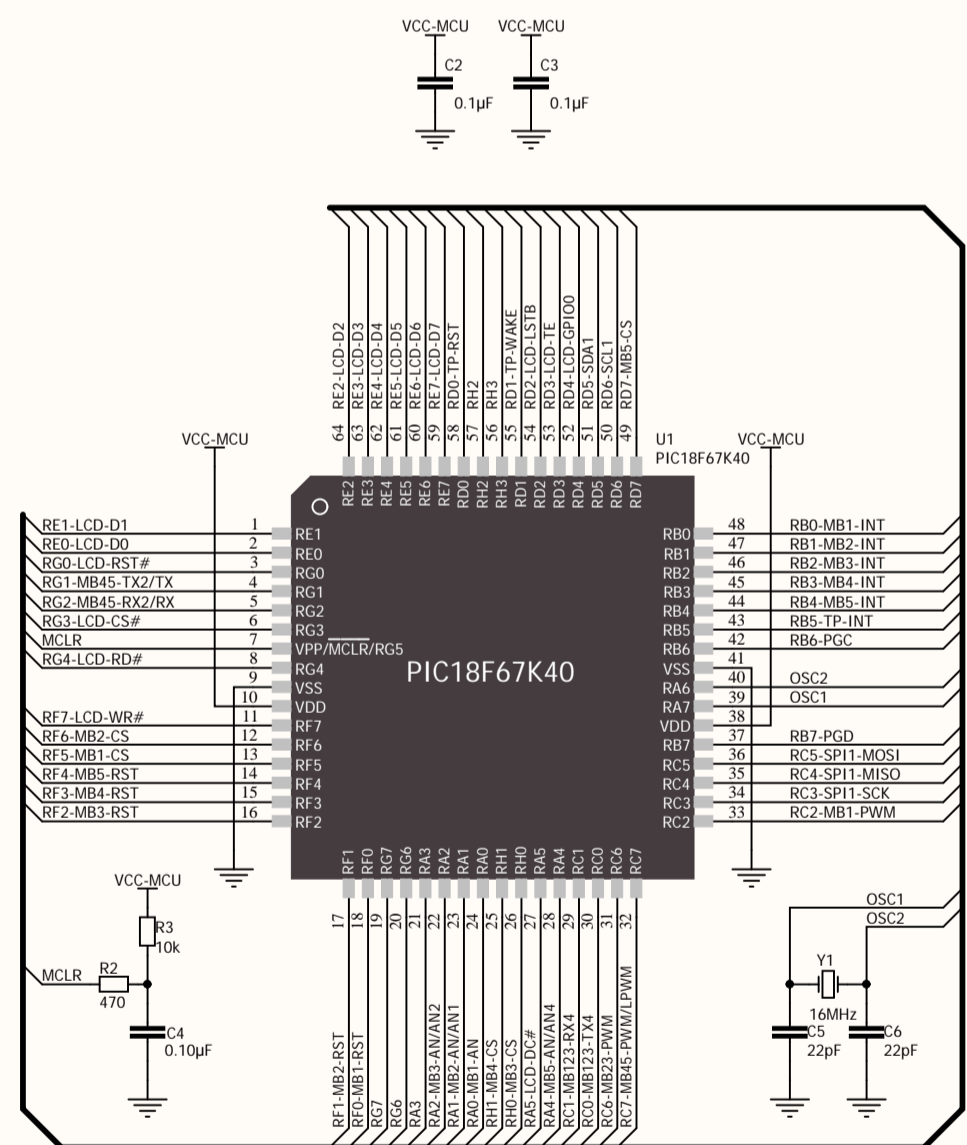 VCC-MCU
VCC-MCU
C2
0.1µF
C3
0.1µF
64 RE2-LCD-D2
63 RE3-LCD-D3
62 RE4-LCD-D4
61 RE5-LCD-D5
60 RE6-LCD-D6
59 RE7-LCD-D7
58 RD0-TP-RST
57 RH2
56 RH3
55 RD1-TP-WAKE
54 RD2-LCD-LSTB
53 RD3-LCD-TE
52 RD4-LCD-GPIO0
51 RD5-SDA1
50 RD6-SCL1
49 RD7-MB5-CS
VCC-MCU
U1
PIC18F67K40
VCC-MCU
RE2
RE3
RE4
RE5
RE6
RE7
RD0
RH2
RH3
RD1
RD2
RD3
RD4
RD5
RD6
RD7
RE1-LCD-D1 1 RE1
RE0-LCD-D0 2 RE0
RG0-LCD-RST# 3 RG0
RG1-MB45-TX2/TX 4 RG1
RG2-MB45-RX2/RX 5 RG2
RG3-LCD-CS# 6 RG3
MCLR 7 VPP/MCLR/RG5
RG4-LCD-RD# 8 RG4
9 VSS
10 VDD
RF7-LCD-WR# 11 RF7
RF6-MB2-CS 12 RF6
RF5-MB1-CS 13 RF5
RF4-MB5-RST 14 RF4
RF3-MB4-RST 15 RF3
RF2-MB3-RST 16 RF2
PIC18F67K40
RB0 48 RB0-MB1-INT
RB1 47 RB1-MB2-INT
RB2 46 RB2-MB3-INT
RB3 45 RB3-MB4-INT
RB4 44 RB4-MB5-INT
RB5 43 RB5-TP-INT
RB6 42 RB6-PGC
VSS 41
RA6 40 OSC2
RA7 39 OSC1
VDD 38
RB7 37 RB7-PGD
RC5 36 RC5-SPI1-MOSI
RC4 35 RC4-SPI1-MISO
RC3 34 RC3-SPI1-SCK
RC2 33 RC2-MB1-PWM
RF1
RF0
RG7
RG6
RA3
RA2
RA1
RA0
RH1
RH0
RA5
RA4
RC1
RC0
RC6
RC7
RF1-MB2-RST 17
RF0-MB1-RST 18
RG7 19
RG6 20
RA3 21
RA2-MB3-AN/AN2 22
RA1-MB2-AN/AN1 23
RA0-MB1-AN 24
RH1-MB4-CS 25
RH0-MB3-CS 26
RA5-LCD-DC# 27
RA4-MB5-AN/AN4 28
RC1-MB123-RX4 29
RC0-MB123-TX4 30
RC6-MB23-PWM 31
RC7-MB45-PWM/LPWM 32
VCC-MCU
R3
10k
MCLR
R2
470
C4
0.10µF
OSC1
OSC2
Y1
16MHz
C5
22pF
C6
22pF